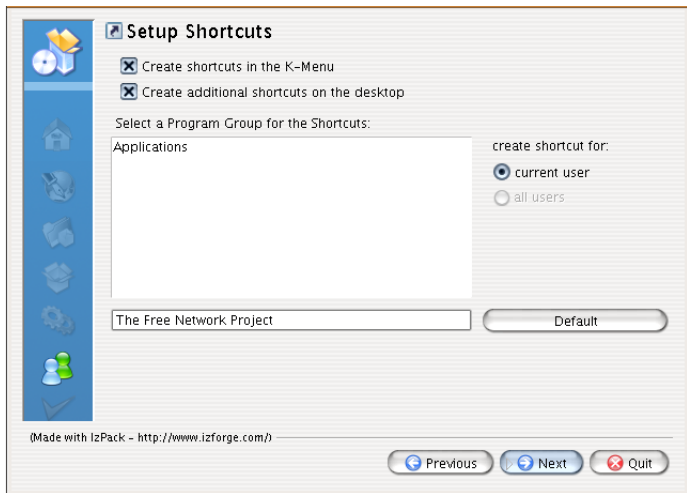 Setup Shortcuts
Create shortcuts in the K-Menu
Create additional shortcuts on the desktop
Select a Program Group for the Shortcuts:
Applications
create shortcut for:
current user
all users
The Free Network Project
Default
(Made with IzPack - http://www.izforge.com/)
Previous
Next
Quit